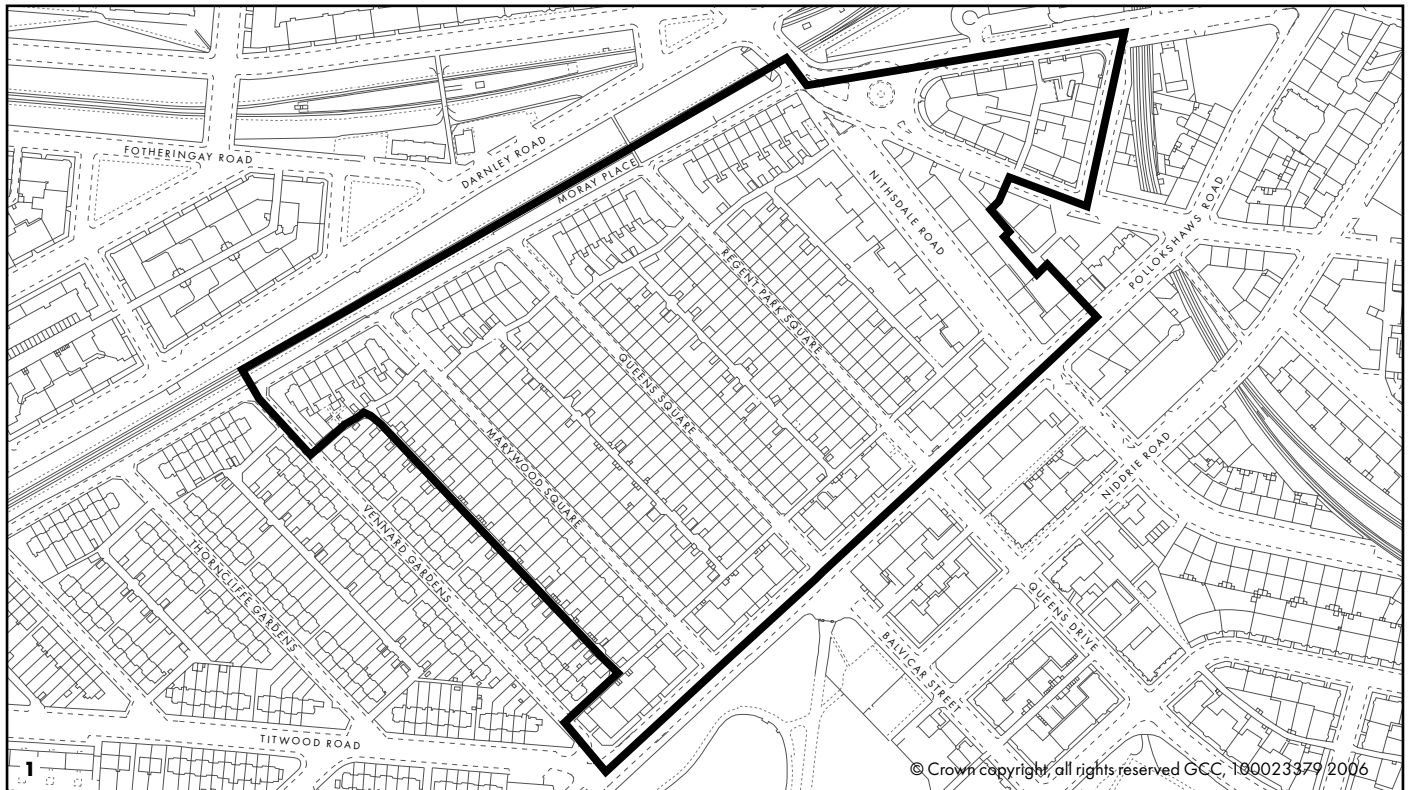 FOTHERINGAY ROAD
DARNLEY ROAD
MORAY PLACE
NITHSDALE ROAD
POLLOKSHAWS ROAD
REGENT PARK SQUARE
QUEENS SQUARE
MARYWOOD SQUARE
NIDDRIE ROAD
VENNARD GARDENS
THORNCLIFFE GARDENS
QUEENS DRIVE
BALVICAR STREET
TITWOOD ROAD
1
© Crown copyright, all rights reserved GCC, 100023379 2006